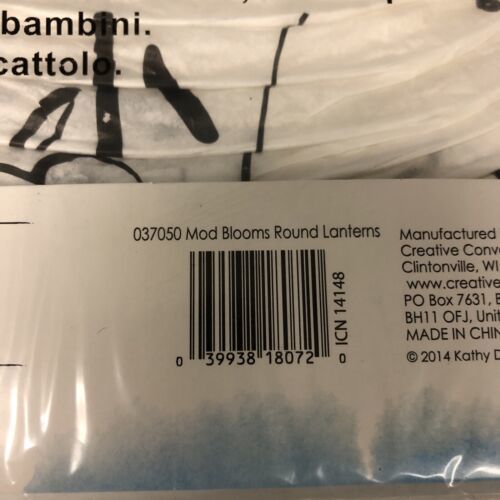 bambini.
cattolo.
037050 Mod Blooms Round Lanterns
0 39938 18072 0
ICN 14148
Manufactured
Creative Conv
Clintonville, WI
www.creative
PO Box 7631, B
BH11 OFJ, Unit
MADE IN CHIN
© 2014 Kathy D